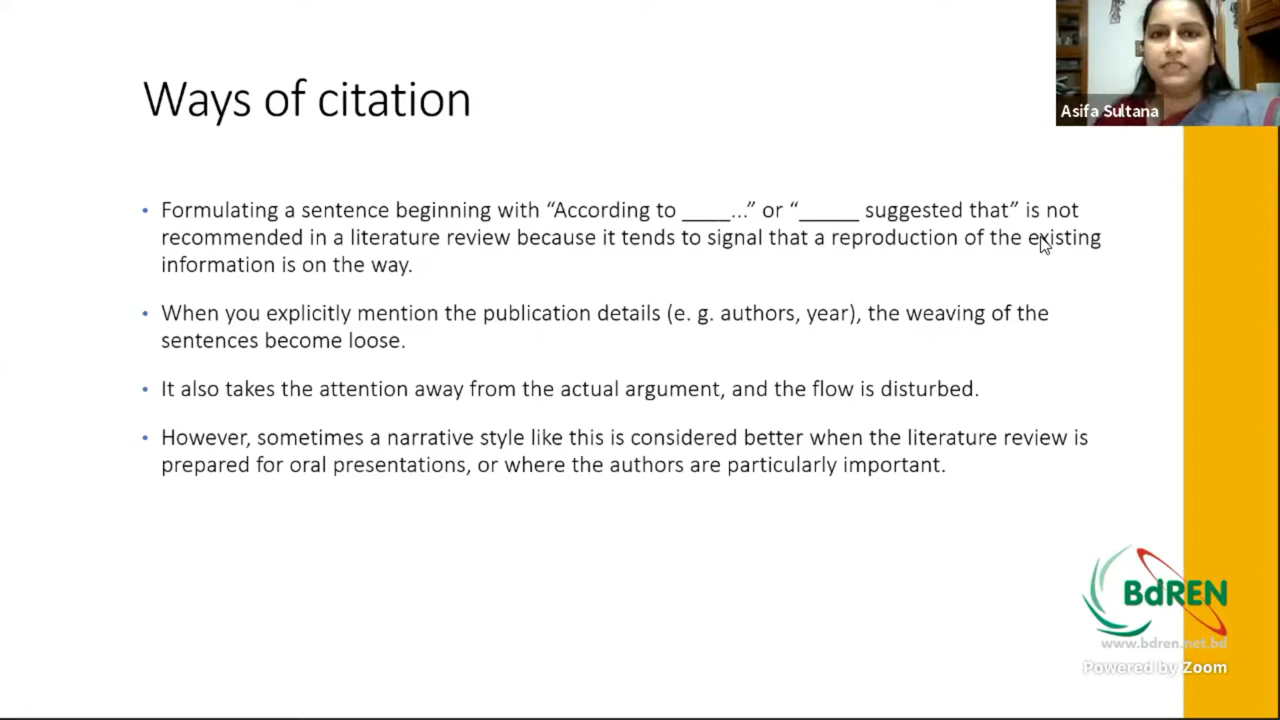 Ways of citation
Asifa Sultana
• Formulating a sentence beginning with “According to ____...” or “_____ suggested that” is not
recommended in a literature review because it tends to signal that a reproduction of the existing
information is on the way.
• When you explicitly mention the publication details (e. g. authors, year), the weaving of the
sentences become loose.
• It also takes the attention away from the actual argument, and the flow is disturbed.
• However, sometimes a narrative style like this is considered better when the literature review is
prepared for oral presentations, or where the authors are particularly important.
BdREN
www.bdren.net.bd
Powered by Zoom